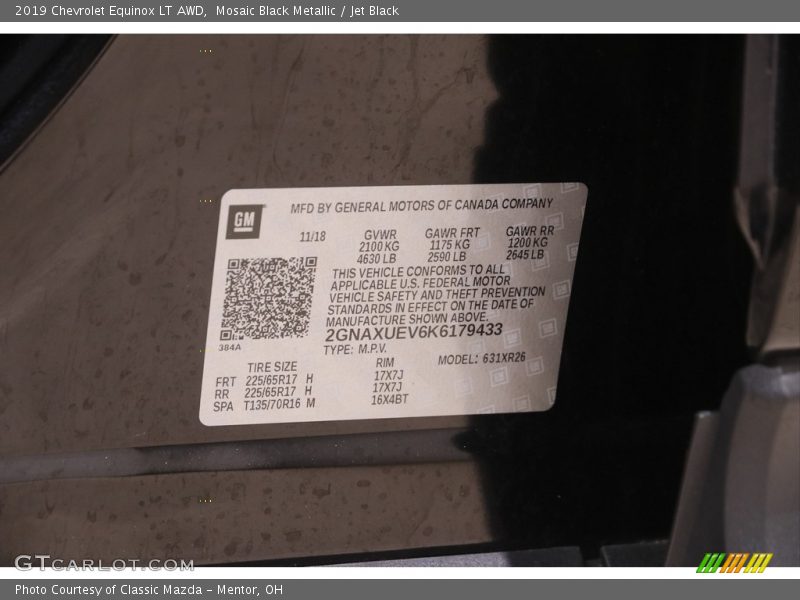 2019 Chevrolet Equinox LT AWD, Mosaic Black Metallic / Jet Black
GM
MFD BY GENERAL MOTORS OF CANADA COMPANY
11/18 GVWR GAWR FRT GAWR RR
2100 KG 1175 KG 1200 KG
4630 LB 2590 LB 2645 LB
THIS VEHICLE CONFORMS TO ALL
APPLICABLE U.S. FEDERAL MOTOR
VEHICLE SAFETY AND THEFT PREVENTION
STANDARDS IN EFFECT ON THE DATE OF
MANUFACTURE SHOWN ABOVE.
2GNAXUEV6K6179433
384A
TYPE: M.P.V. MODEL: 631XR26
TIRE SIZE RIM
FRT 225/65R17 H 17X7J
RR 225/65R17 H 17X7J
SPA T135/70R16 M 16X4BT
GTCARLOT.COM
Photo Courtesy of Classic Mazda - Mentor, OH